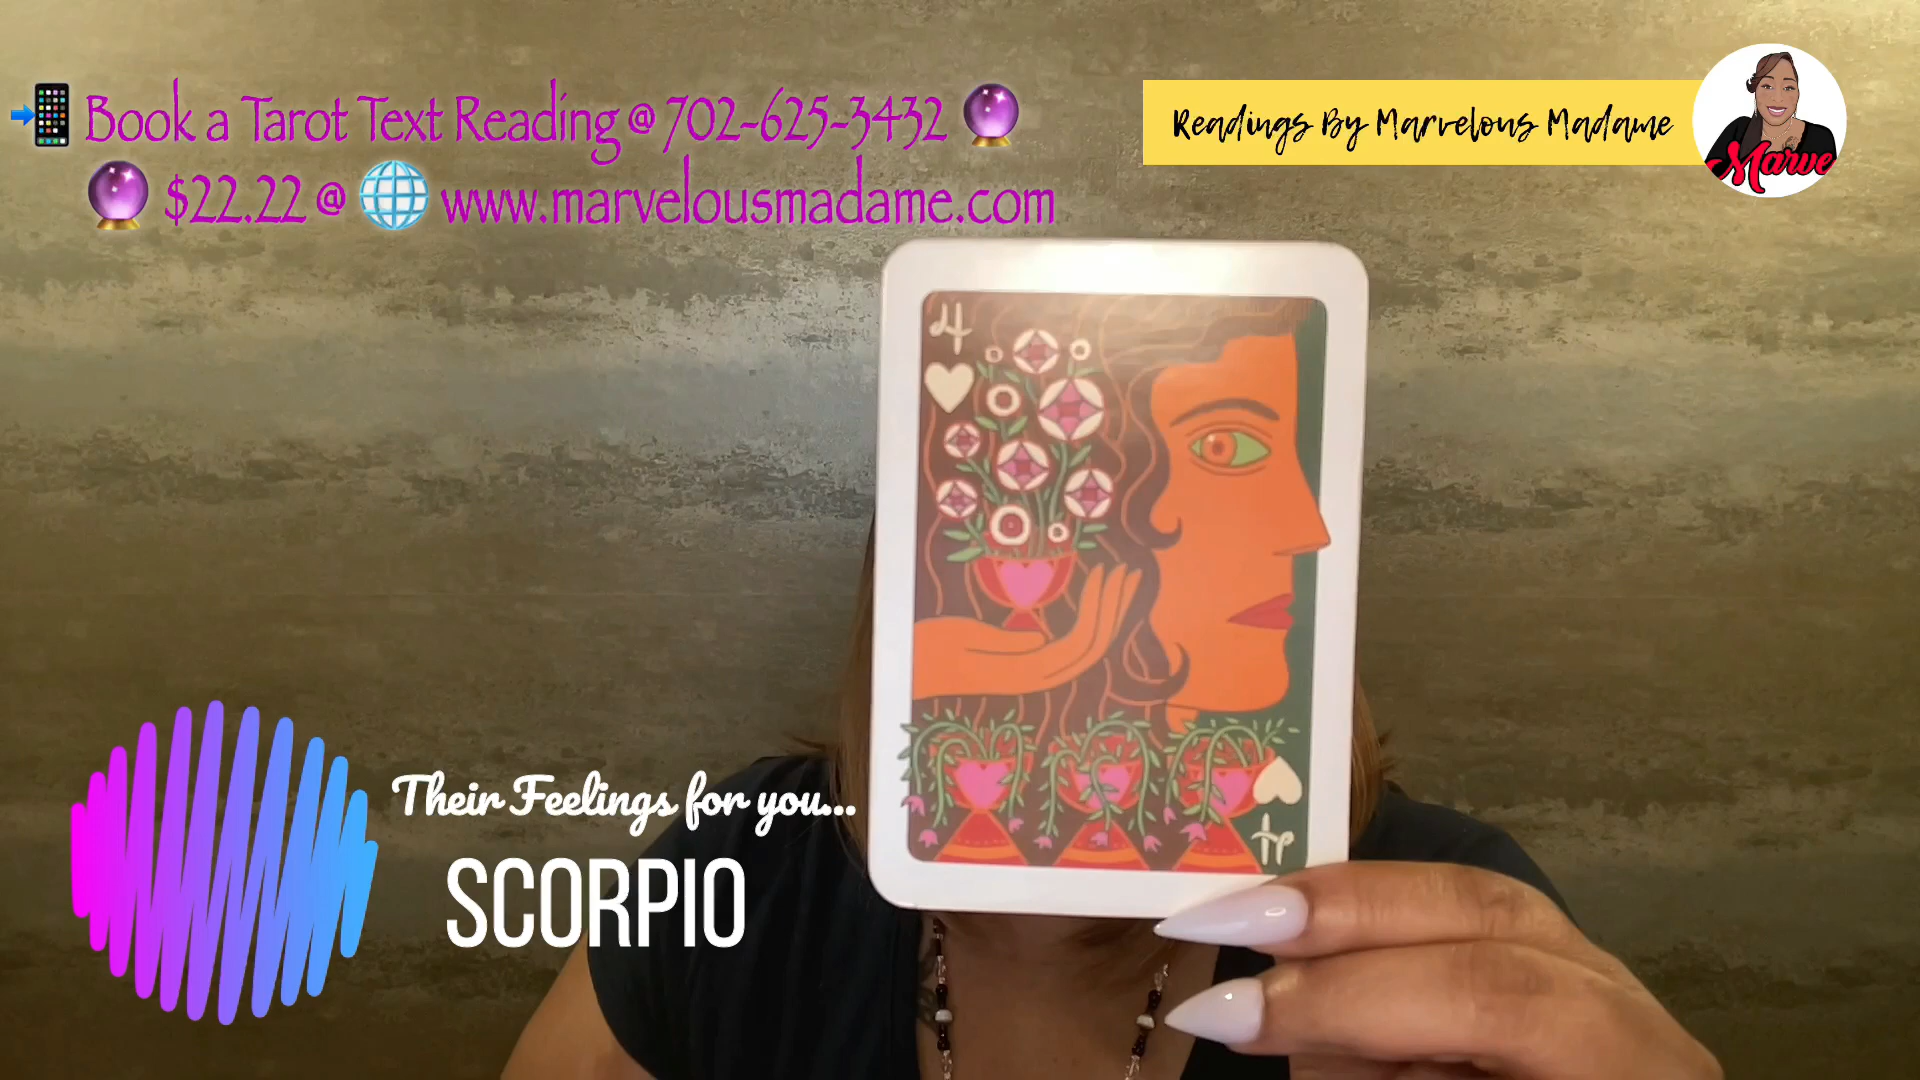 Book a Tarot Text Reading @ 702-625-3432
$22.22 @ www.marvelousmadame.com
Readings By Marvelous Madame
Marve
4
Their Feelings for you...
SCORPIO
4